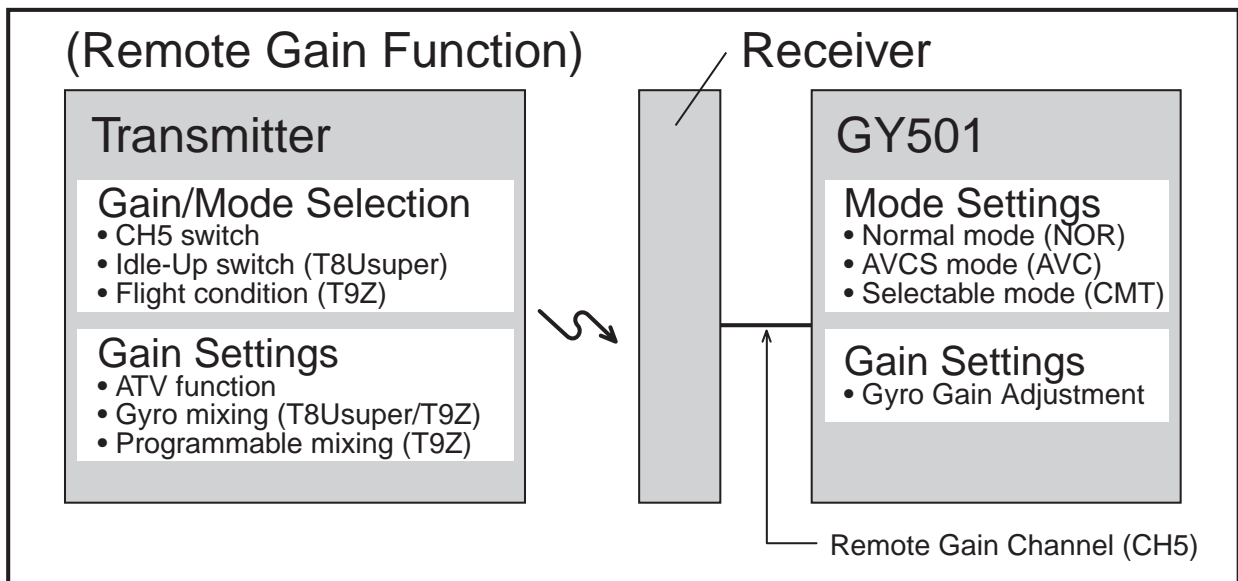 (Remote Gain Function)
Receiver
Transmitter
Gain/Mode Selection
• CH5 switch
• Idle-Up switch (T8Usuper)
• Flight condition (T9Z)
Gain Settings
• ATV function
• Gyro mixing (T8Usuper/T9Z)
• Programmable mixing (T9Z)
GY501
Mode Settings
• Normal mode (NOR)
• AVCS mode (AVC)
• Selectable mode (CMT)
Gain Settings
• Gyro Gain Adjustment
Remote Gain Channel (CH5)